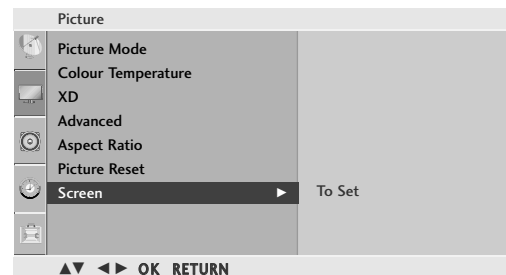 Picture
Picture Mode
Colour Temperature
XD
Advanced
Aspect Ratio
Picture Reset
Screen ► To Set
▲▼ ◄► OK RETURN